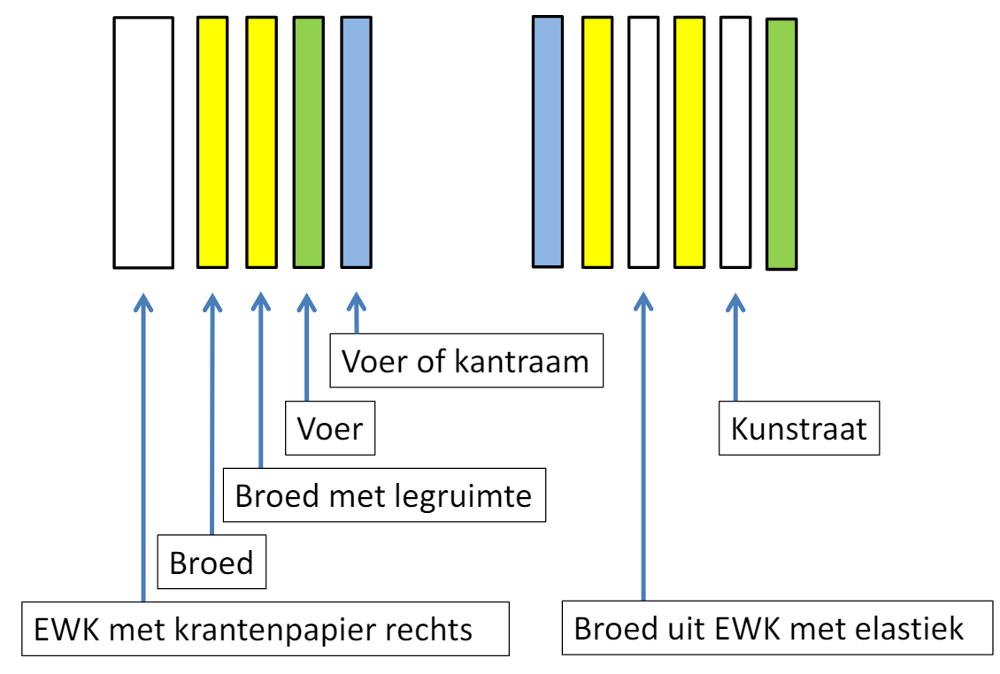 Voer of kantraam
Voer
Kunstraat
Broed met legruimte
Broed
EWK met krantenpapier rechts
Broed uit EWK met elastiek